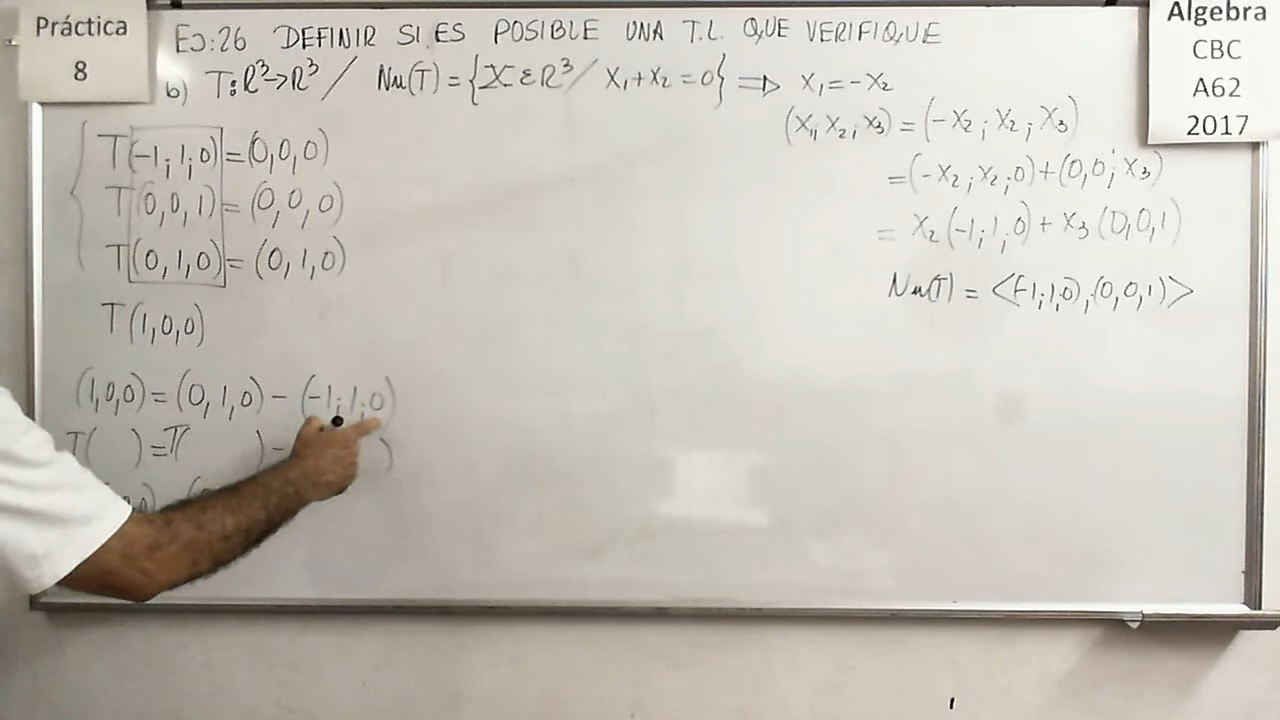 Práctica
8
Algebra
CBC
A62
2017
EJ:26 DEFINIR SI ES POSIBLE UNA T.L. QUE VERIFIQUE
b) T:R³→R³ / Nu(T) = {X ∈ R³ / X₁+X₂ = 0} ⇒ X₁=-X₂
(X₁, X₂, X₃) = (-X₂; X₂; X₃)
= (-X₂; X₂; 0) + (0,0; X₃)
= X₂ (-1; 1; 0) + X₃ (0,0,1)
Nu(T) = <(-1; 1; 0), (0,0,1)>
T(-1; 1; 0) = (0,0,0)
T(0,0,1) = (0,0,0)
T(0,1,0) = (0,1,0)
T(1,0,0)
(1,0,0) = (0,1,0) - (-1; 1; 0)
T( ) = T( ) - )